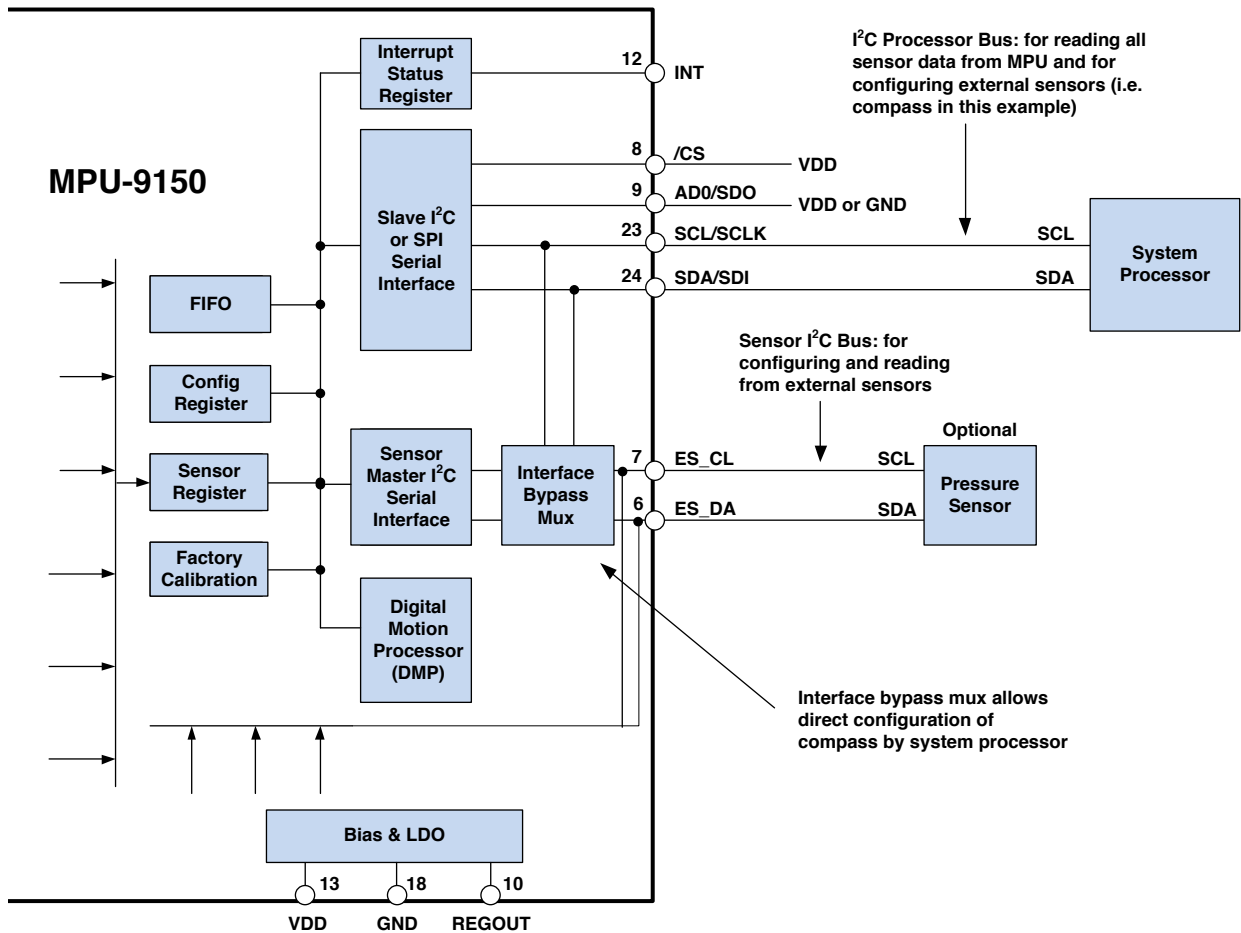 MPU-9150
Interrupt
Status
Register
12
INT
I²C Processor Bus: for reading all
sensor data from MPU and for
configuring external sensors (i.e.
compass in this example)
Slave I²C
or SPI
Serial
Interface
8
/CS
VDD
9
AD0/SDO
VDD or GND
23
SCL/SCLK
SCL
24
SDA/SDI
SDA
System
Processor
FIFO
Config
Register
Sensor
Register
Factory
Calibration
Sensor I²C Bus: for
configuring and reading
from external sensors
Sensor
Master I²C
Serial
Interface
Interface
Bypass
Mux
7
ES_CL
SCL
6
ES_DA
SDA
Optional
Pressure
Sensor
Digital
Motion
Processor
(DMP)
Interface bypass mux allows
direct configuration of
compass by system processor
Bias & LDO
13
18
10
VDD
GND
REGOUT